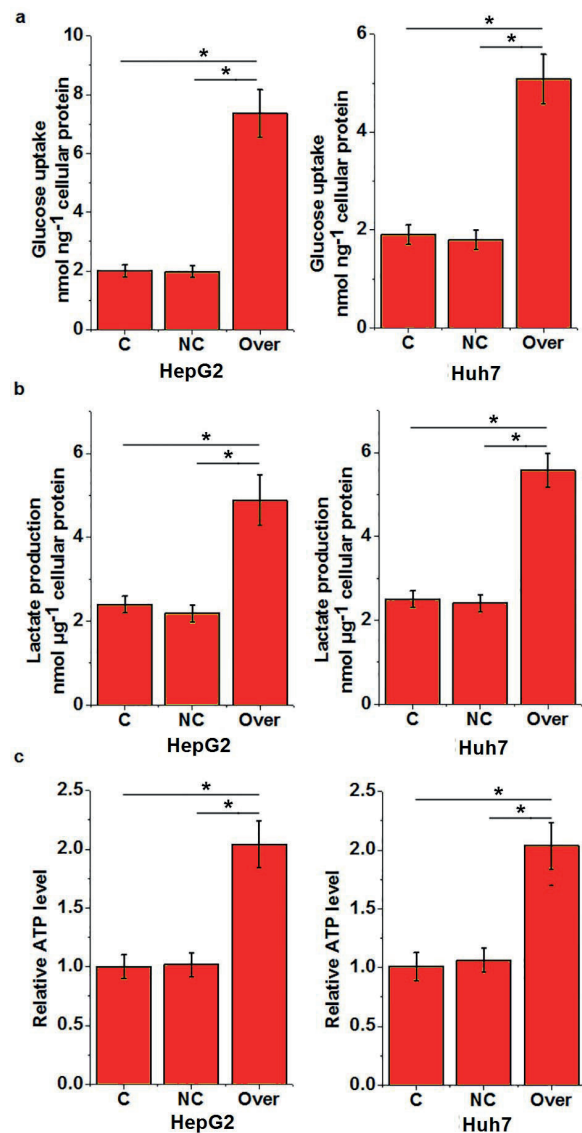 a
* *
* *
10
8
6
4
2
0
Glucose uptake
nmol ng-1 cellular protein
C NC Over
HepG2
6
4
2
0
Glucose uptake
nmol ng-1 cellular protein
C NC Over
Huh7
b
* *
* *
6
4
2
0
Lactate production
nmol µg-1 cellular protein
C NC Over
HepG2
6
4
2
0
Lactate production
nmol µg-1 cellular protein
C NC Over
Huh7
c
* *
* *
2.5
2.0
1.5
1.0
0.5
0.0
Relative ATP level
C NC Over
HepG2
2.5
2.0
1.5
1.0
0.5
0.0
Relative ATP level
C NC Over
Huh7